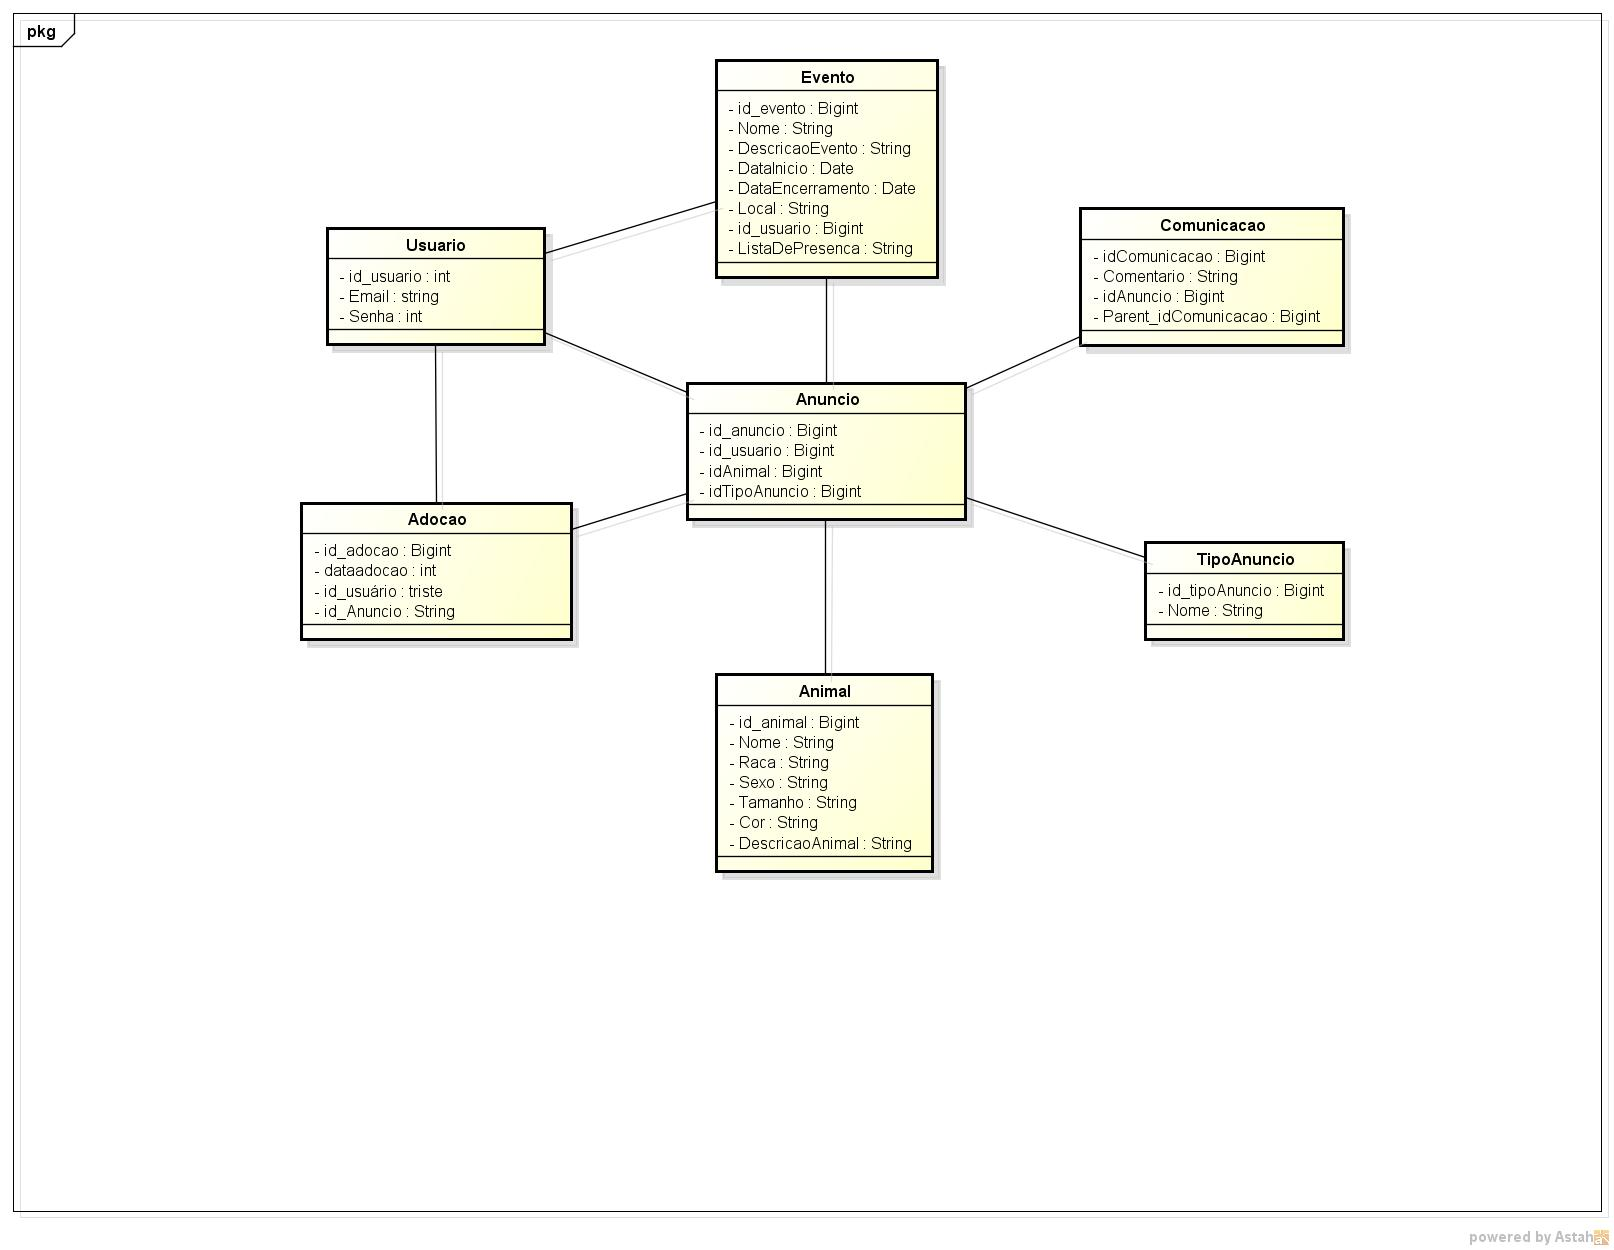 pkg
Evento
- id_evento : Bigint
- Nome : String
- DescricaoEvento : String
- DataInicio : Date
- DataEncerramento : Date
- Local : String
- id_usuario : Bigint
- ListaDePresenca : String
Usuario
- id_usuario : int
- Email : string
- Senha : int
Comunicacao
- idComunicacao : Bigint
- Comentario : String
- idAnuncio : Bigint
- Parent_idComunicacao : Bigint
Anuncio
- id_anuncio : Bigint
- id_usuario : Bigint
- idAnimal : Bigint
- idTipoAnuncio : Bigint
Adocao
- id_adocao : Bigint
- dataadocao : int
- id_usuário : triste
- id_Anuncio : String
TipoAnuncio
- id_tipoAnuncio : Bigint
- Nome : String
Animal
- id_animal : Bigint
- Nome : String
- Raca : String
- Sexo : String
- Tamanho : String
- Cor : String
- DescricaoAnimal : String
powered by Astah